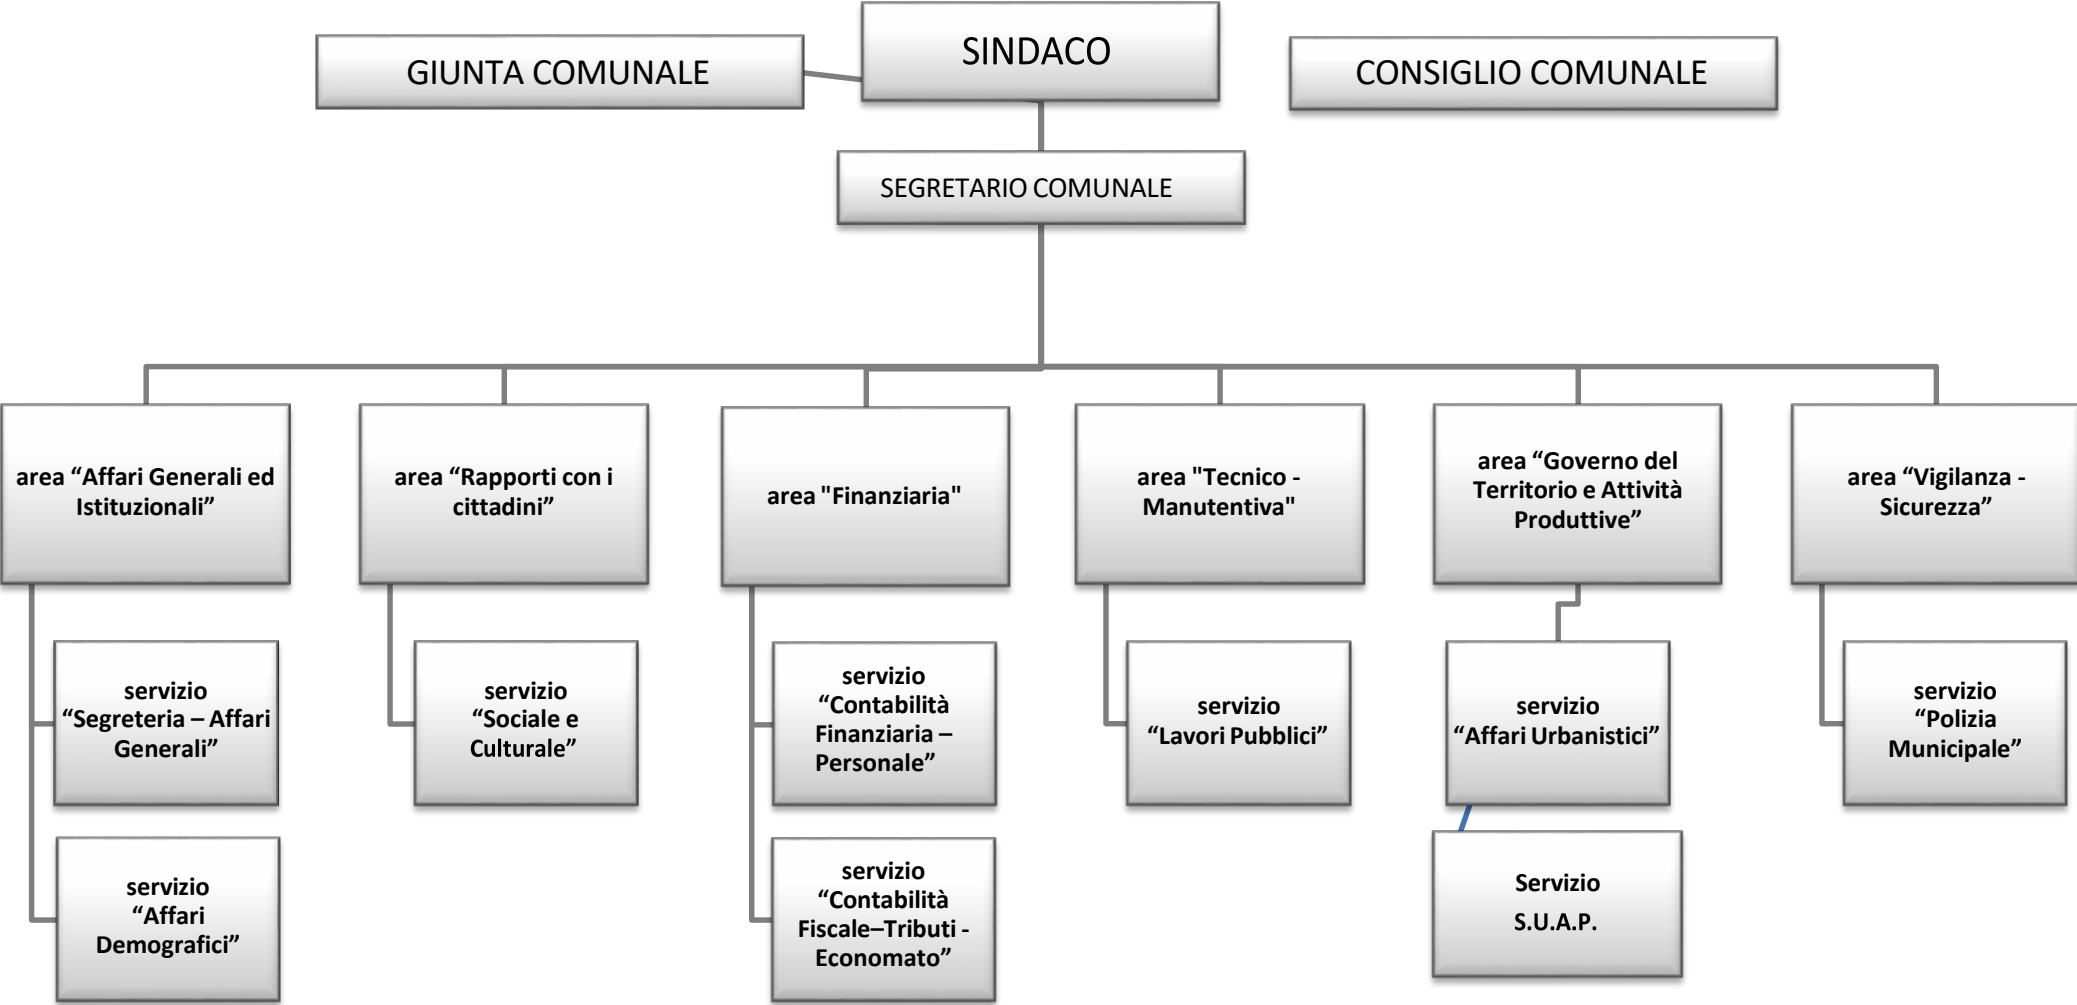 GIUNTA COMUNALE
SINDACO
CONSIGLIO COMUNALE
SEGRETARIO COMUNALE
area “Affari Generali ed
Istituzionali”
area “Rapporti con i
cittadini”
area "Finanziaria"
area "Tecnico -
Manutentiva"
area “Governo del
Territorio e Attività
Produttive”
area “Vigilanza -
Sicurezza”
servizio
“Segreteria – Affari
Generali”
servizio
“Sociale e
Culturale”
servizio
“Contabilità
Finanziaria –
Personale”
servizio
“Lavori Pubblici”
servizio
“Affari Urbanistici”
servizio
“Polizia
Municipale”
servizio
“Affari
Demografici”
servizio
“Contabilità
Fiscale–Tributi -
Economato”
Servizio
S.U.A.P.